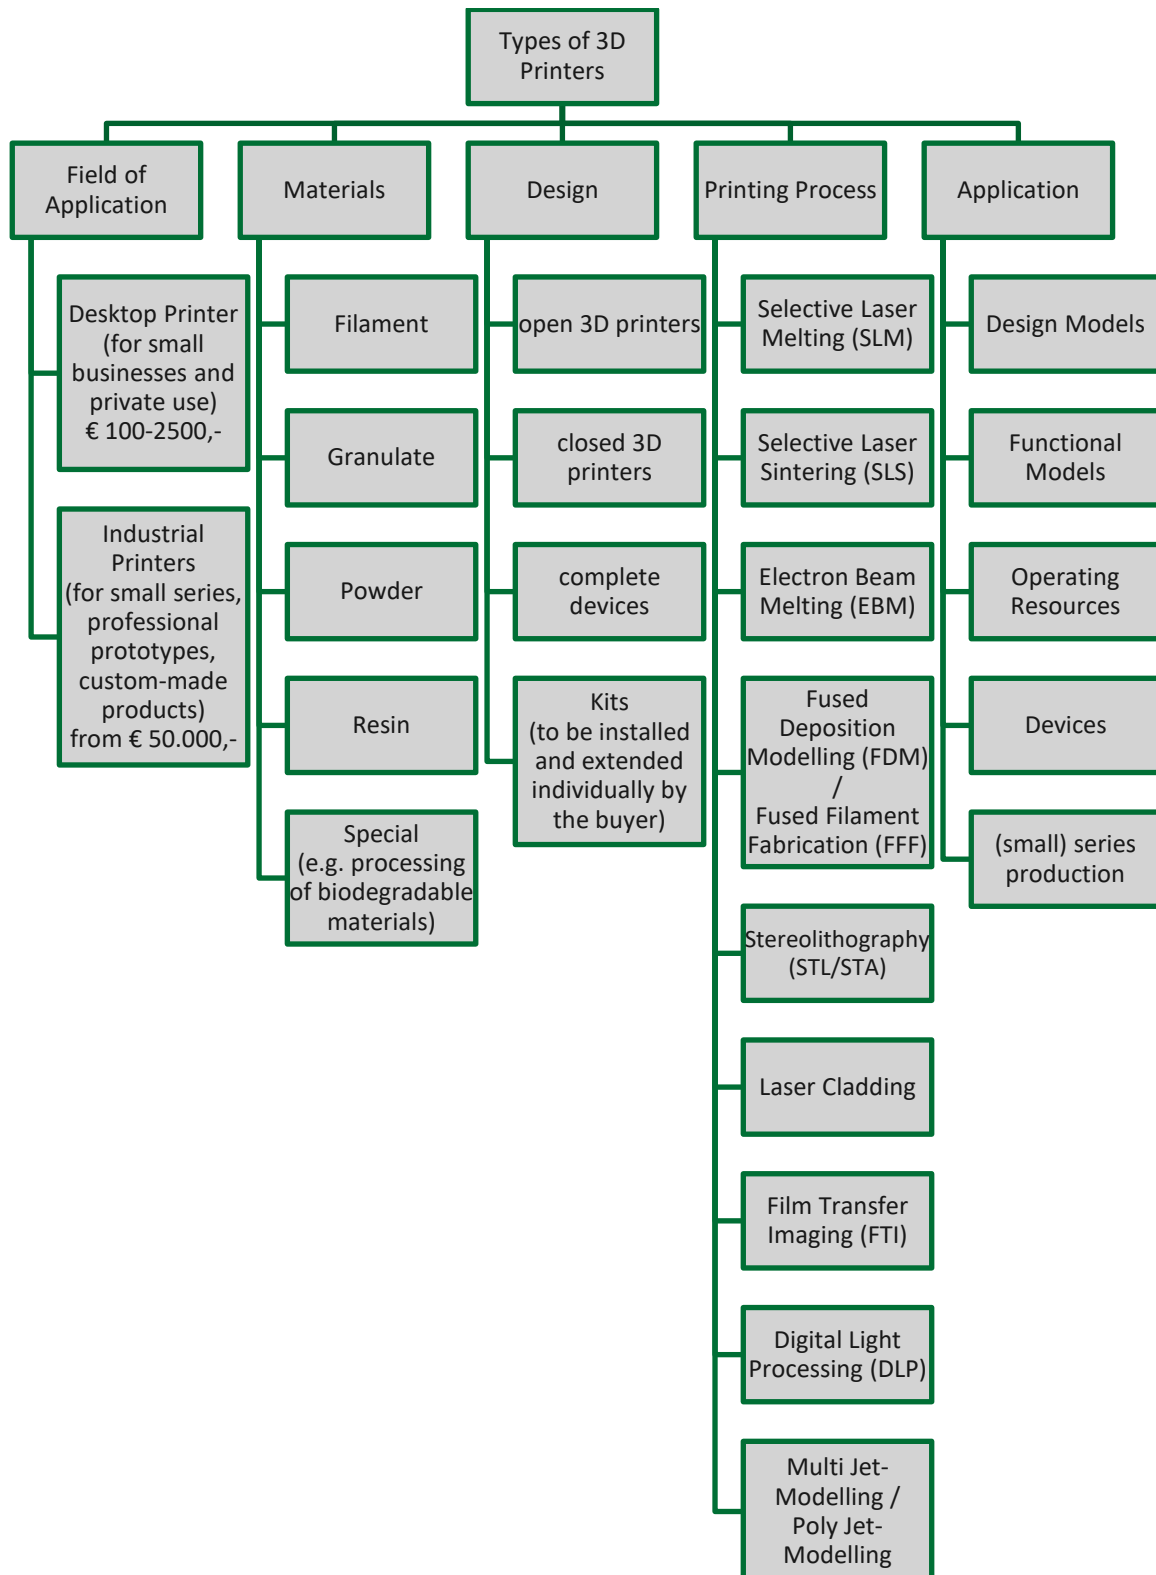 Types of 3D
Printers
Field of
Application
Desktop Printer
(for small
businesses and
private use)
€ 100-2500,-
Industrial
Printers
(for small series,
professional
prototypes,
custom-made
products)
from € 50.000,-
Materials
Filament
Granulate
Powder
Resin
Special
(e.g. processing
of biodegradable
materials)
Design
open 3D printers
closed 3D
printers
complete
devices
Kits
(to be installed
and extended
individually by
the buyer)
Printing Process
Selective Laser
Melting (SLM)
Selective Laser
Sintering (SLS)
Electron Beam
Melting (EBM)
Fused
Deposition
Modelling (FDM)
/
Fused Filament
Fabrication (FFF)
Stereolithography
(STL/STA)
Laser Cladding
Film Transfer
Imaging (FTI)
Digital Light
Processing (DLP)
Multi Jet-
Modelling /
Poly Jet-
Modelling
Application
Design Models
Functional
Models
Operating
Resources
Devices
(small) series
production